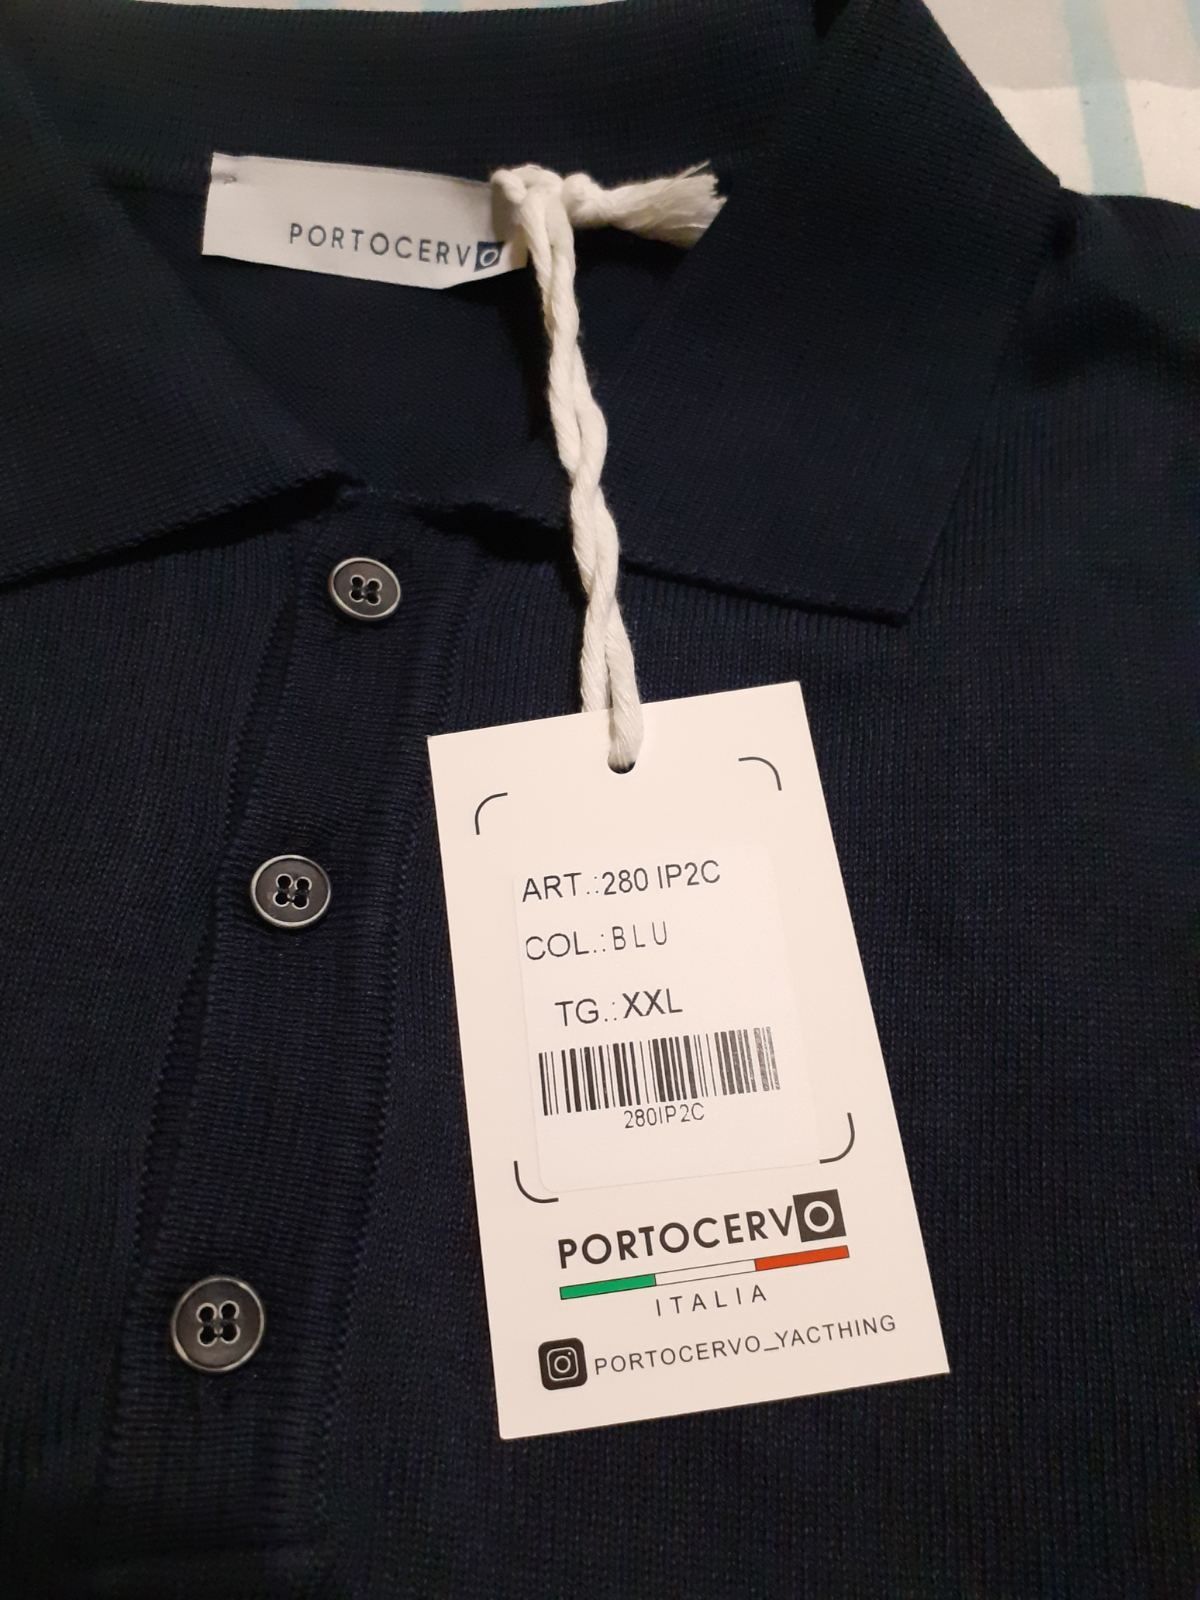 PORTOCERVO
ART.:280 IP2C
COL.:BLU
TG.:XXL
280IP2C
PORTOCERVO
ITALIA
PORTOCERVO_YACTHING